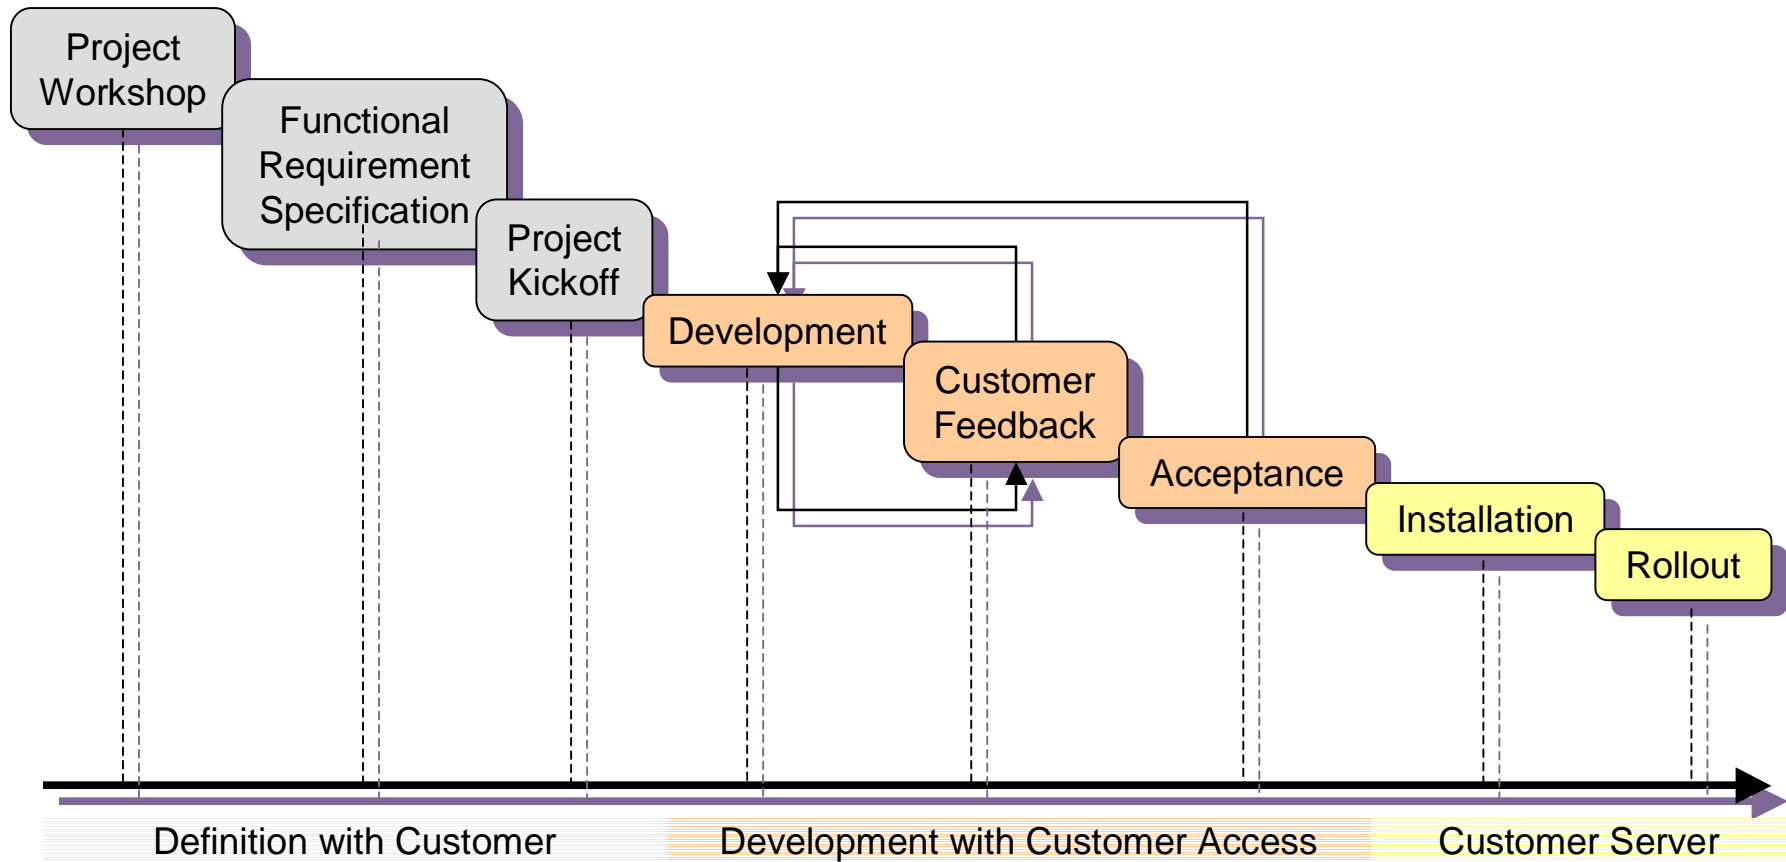 Project
Workshop
Functional
Requirement
Specification
Project
Kickoff
Development
Customer
Feedback
Acceptance
Installation
Rollout
Definition with Customer
Development with Customer Access
Customer Server